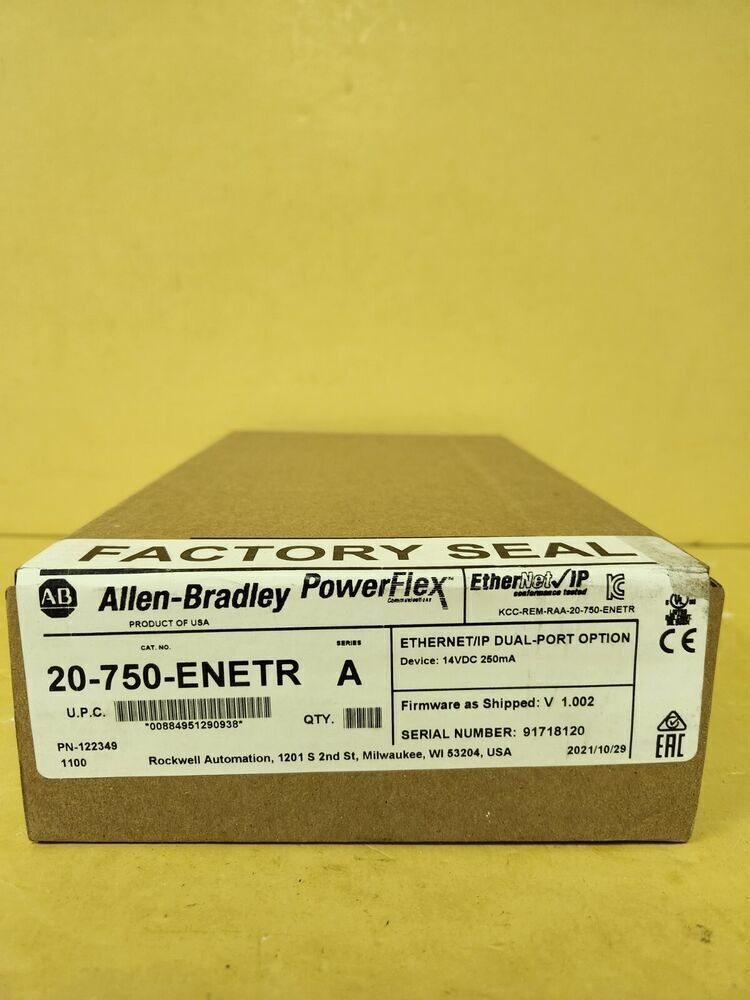 FACTORY SEAL
AB Allen-Bradley PowerFlex™
Communications
PRODUCT OF USA
EtherNet/IP
conformance tested
KCC-REM-RAA-20-750-ENETR
CAT. NO.
SERIES
20-750-ENETR A
U.P.C.
*00884951290938*
QTY.
ETHERNET/IP DUAL-PORT OPTION
Device: 14VDC 250mA
Firmware as Shipped: V 1.002
SERIAL NUMBER: 91718120
2021/10/29
PN-122349
1100
Rockwell Automation, 1201 S 2nd St, Milwaukee, WI 53204, USA
UL
CE
EAC